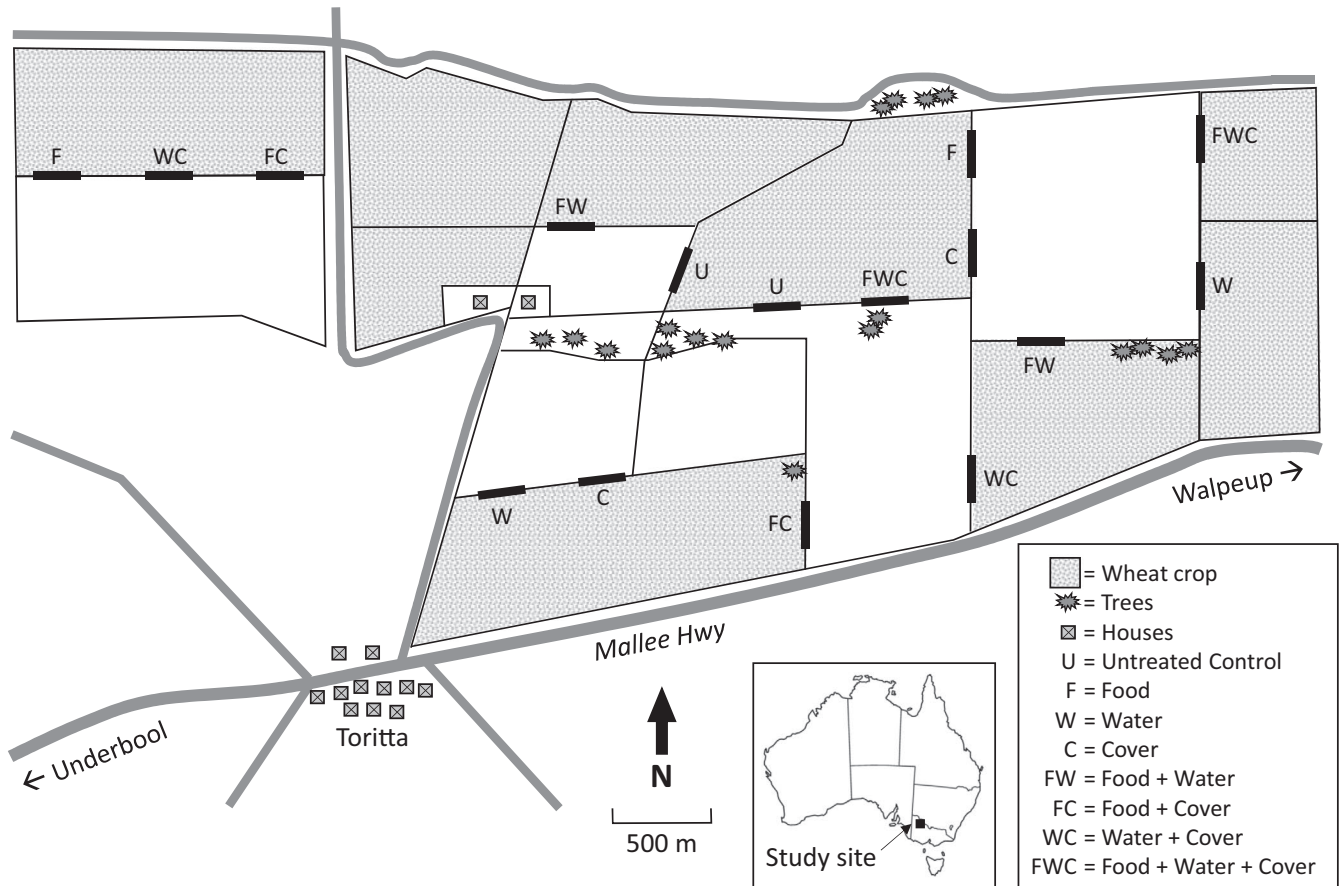 F
WC
FC
FW
U
U
FWC
F
C
FWC
W
FW
WC
W
C
FC
Walpeup →
Mallee Hwy
← Underbool
Toritta
N
500 m
Study site
= Wheat crop
= Trees
= Houses
U = Untreated Control
F = Food
W = Water
C = Cover
FW = Food + Water
FC = Food + Cover
WC = Water + Cover
FWC = Food + Water + Cover